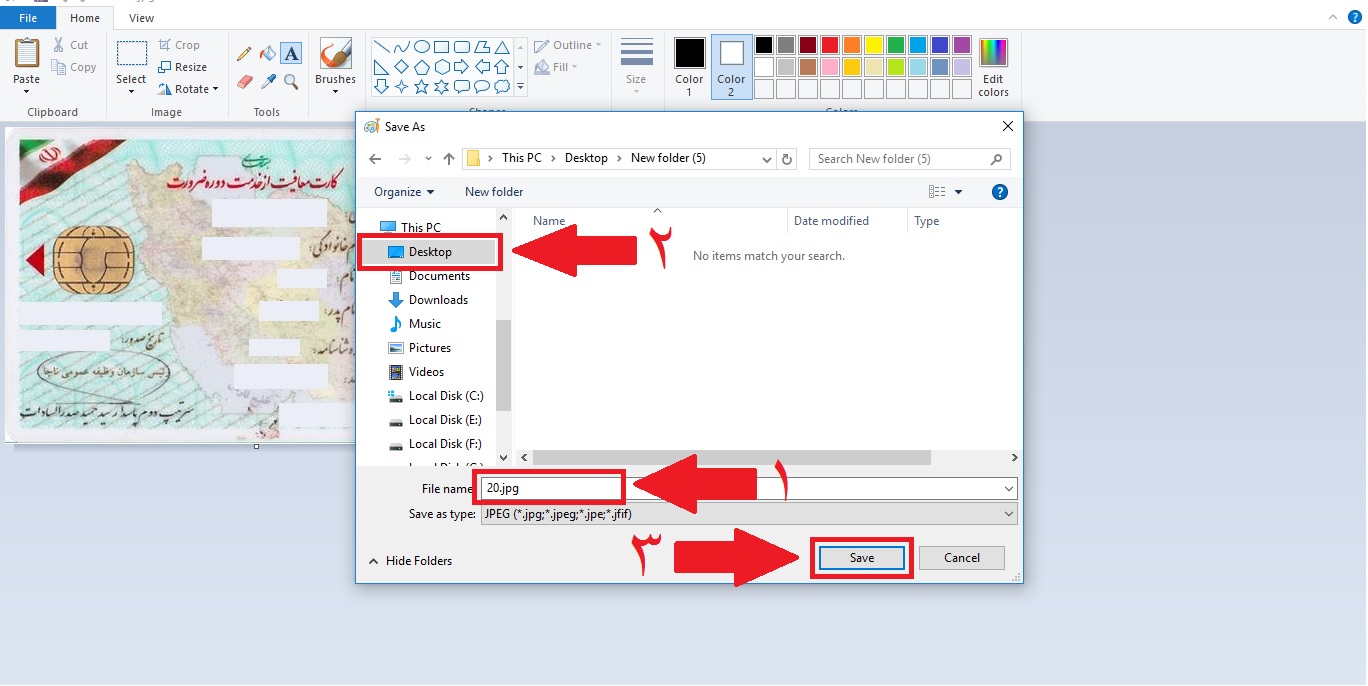 File
Home
View
Paste
Cut
Copy
Clipboard
Select
Crop
Resize
Rotate
Image
A
Tools
Brushes
Outline
Fill
Size
Color 1
Color 2
Edit colors
Save As
This PC > Desktop > New folder (5)
Search New folder (5)
Organize
New folder
This PC
Desktop
Documents
Downloads
Music
Pictures
Videos
Local Disk (C:)
Local Disk (E:)
Local Disk (F:)
Name
Date modified
Type
No items match your search.
۲
File name
20.jpg
۱
Save as type:
JPEG (*.jpg;*.jpeg;*.jpe;*.jfif)
۳
Hide Folders
Save
Cancel
کارت معافیت از خدمت دوره ضرورت
م خانوادگی:
نام:
نام پدر:
ه شناسنامه:
تاریخ صدور:
رئیس سازمان وظیفه عمومی ناجا
سرتیپ دوم پاسدار سید حمید صدرالسادات